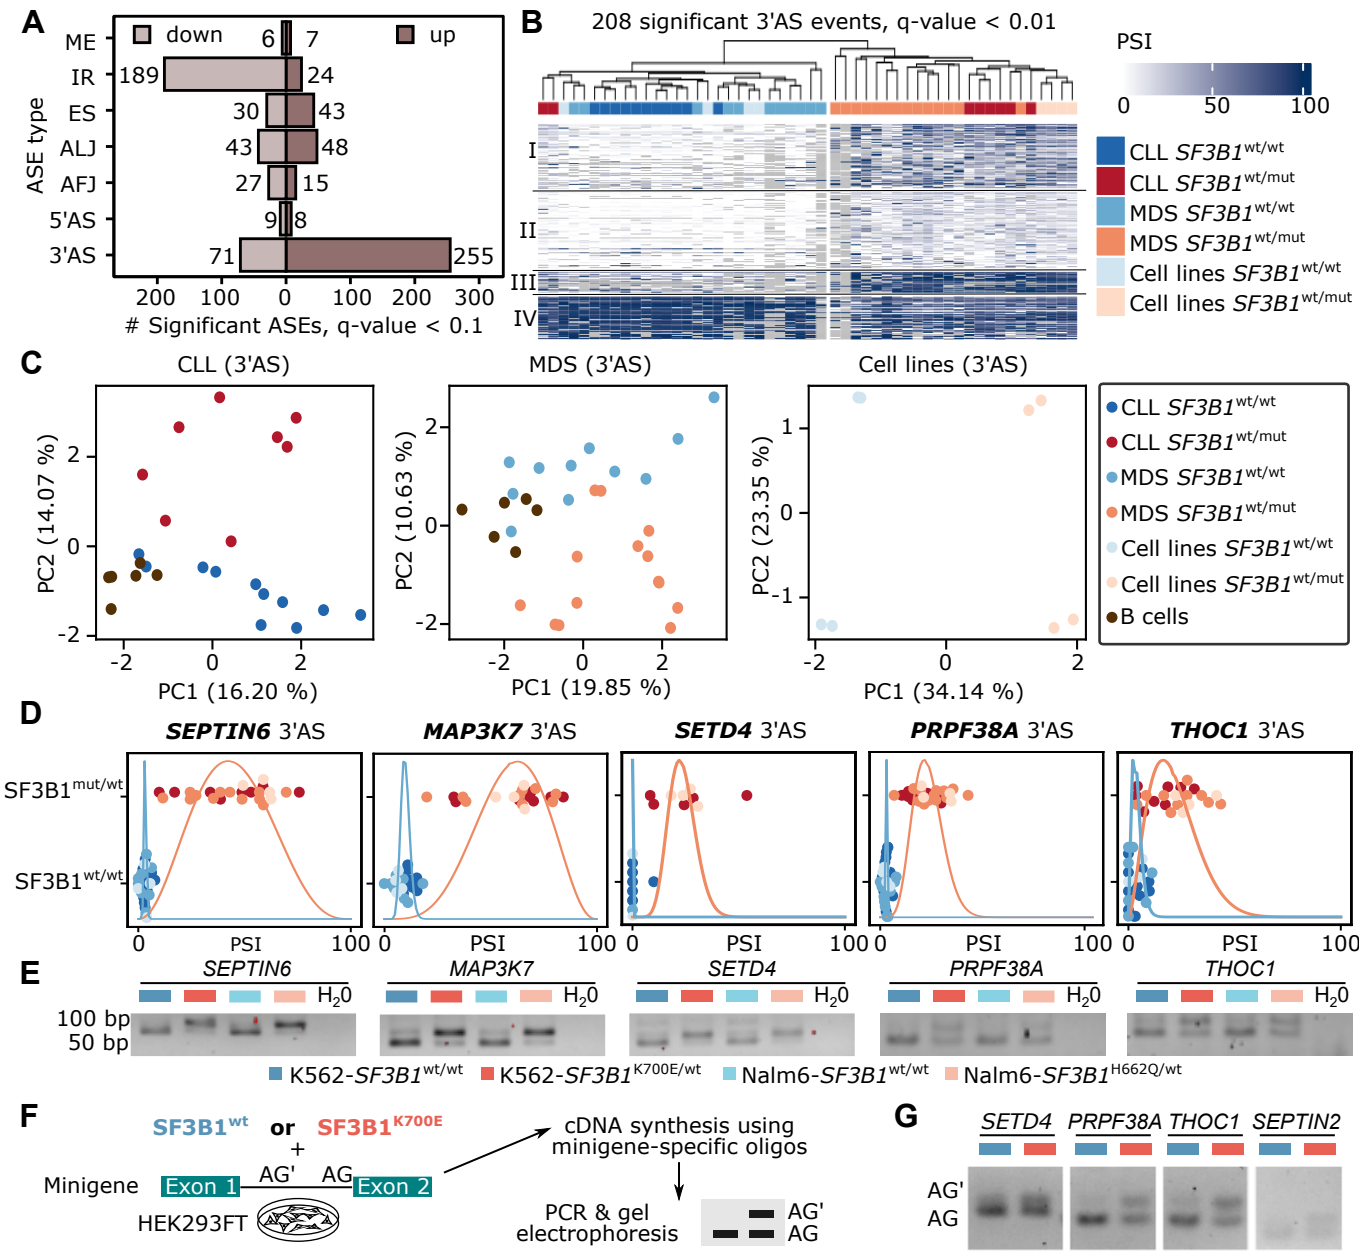 A
down
up
ME
6
7
IR
189
24
ES
30
43
ALJ
43
48
AFJ
27
15
5'AS
9
8
3'AS
71
255
ASE type
200
100
0
100
200
300
# Significant ASEs, q-value < 0.1
B
208 significant 3'AS events, q-value < 0.01
I
II
III
IV
PSI
0
50
100
CLL SF3B1wt/wt
CLL SF3B1wt/mut
MDS SF3B1wt/wt
MDS SF3B1wt/mut
Cell lines SF3B1wt/wt
Cell lines SF3B1wt/mut
C
CLL (3'AS)
PC2 (14.07 %)
2
0
-2
-2
0
2
PC1 (16.20 %)
MDS (3'AS)
PC2 (10.63 %)
2
0
-2
-2
0
2
PC1 (19.85 %)
Cell lines (3'AS)
PC2 (23.35 %)
1
0
-1
-2
0
2
PC1 (34.14 %)
CLL SF3B1wt/wt
CLL SF3B1wt/mut
MDS SF3B1wt/wt
MDS SF3B1wt/mut
Cell lines SF3B1wt/wt
Cell lines SF3B1wt/mut
B cells
D
SEPTIN6 3'AS
MAP3K7 3'AS
SETD4 3'AS
PRPF38A 3'AS
THOC1 3'AS
SF3B1mut/wt
SF3B1wt/wt
0
PSI
100
0
PSI
100
0
PSI
100
0
PSI
100
0
PSI
100
E
SEPTIN6
MAP3K7
SETD4
PRPF38A
THOC1
H20
H20
H20
H20
H20
100 bp
50 bp
K562-SF3B1wt/wt
K562-SF3B1K700E/wt
Nalm6-SF3B1wt/wt
Nalm6-SF3B1H662Q/wt
F
SF3B1wt or SF3B1K700E
+
Minigene
Exon 1
AG'
AG
Exon 2
HEK293FT
cDNA synthesis using
minigene-specific oligos
PCR & gel
electrophoresis
AG'
AG
G
SETD4
PRPF38A
THOC1
SEPTIN2
AG'
AG